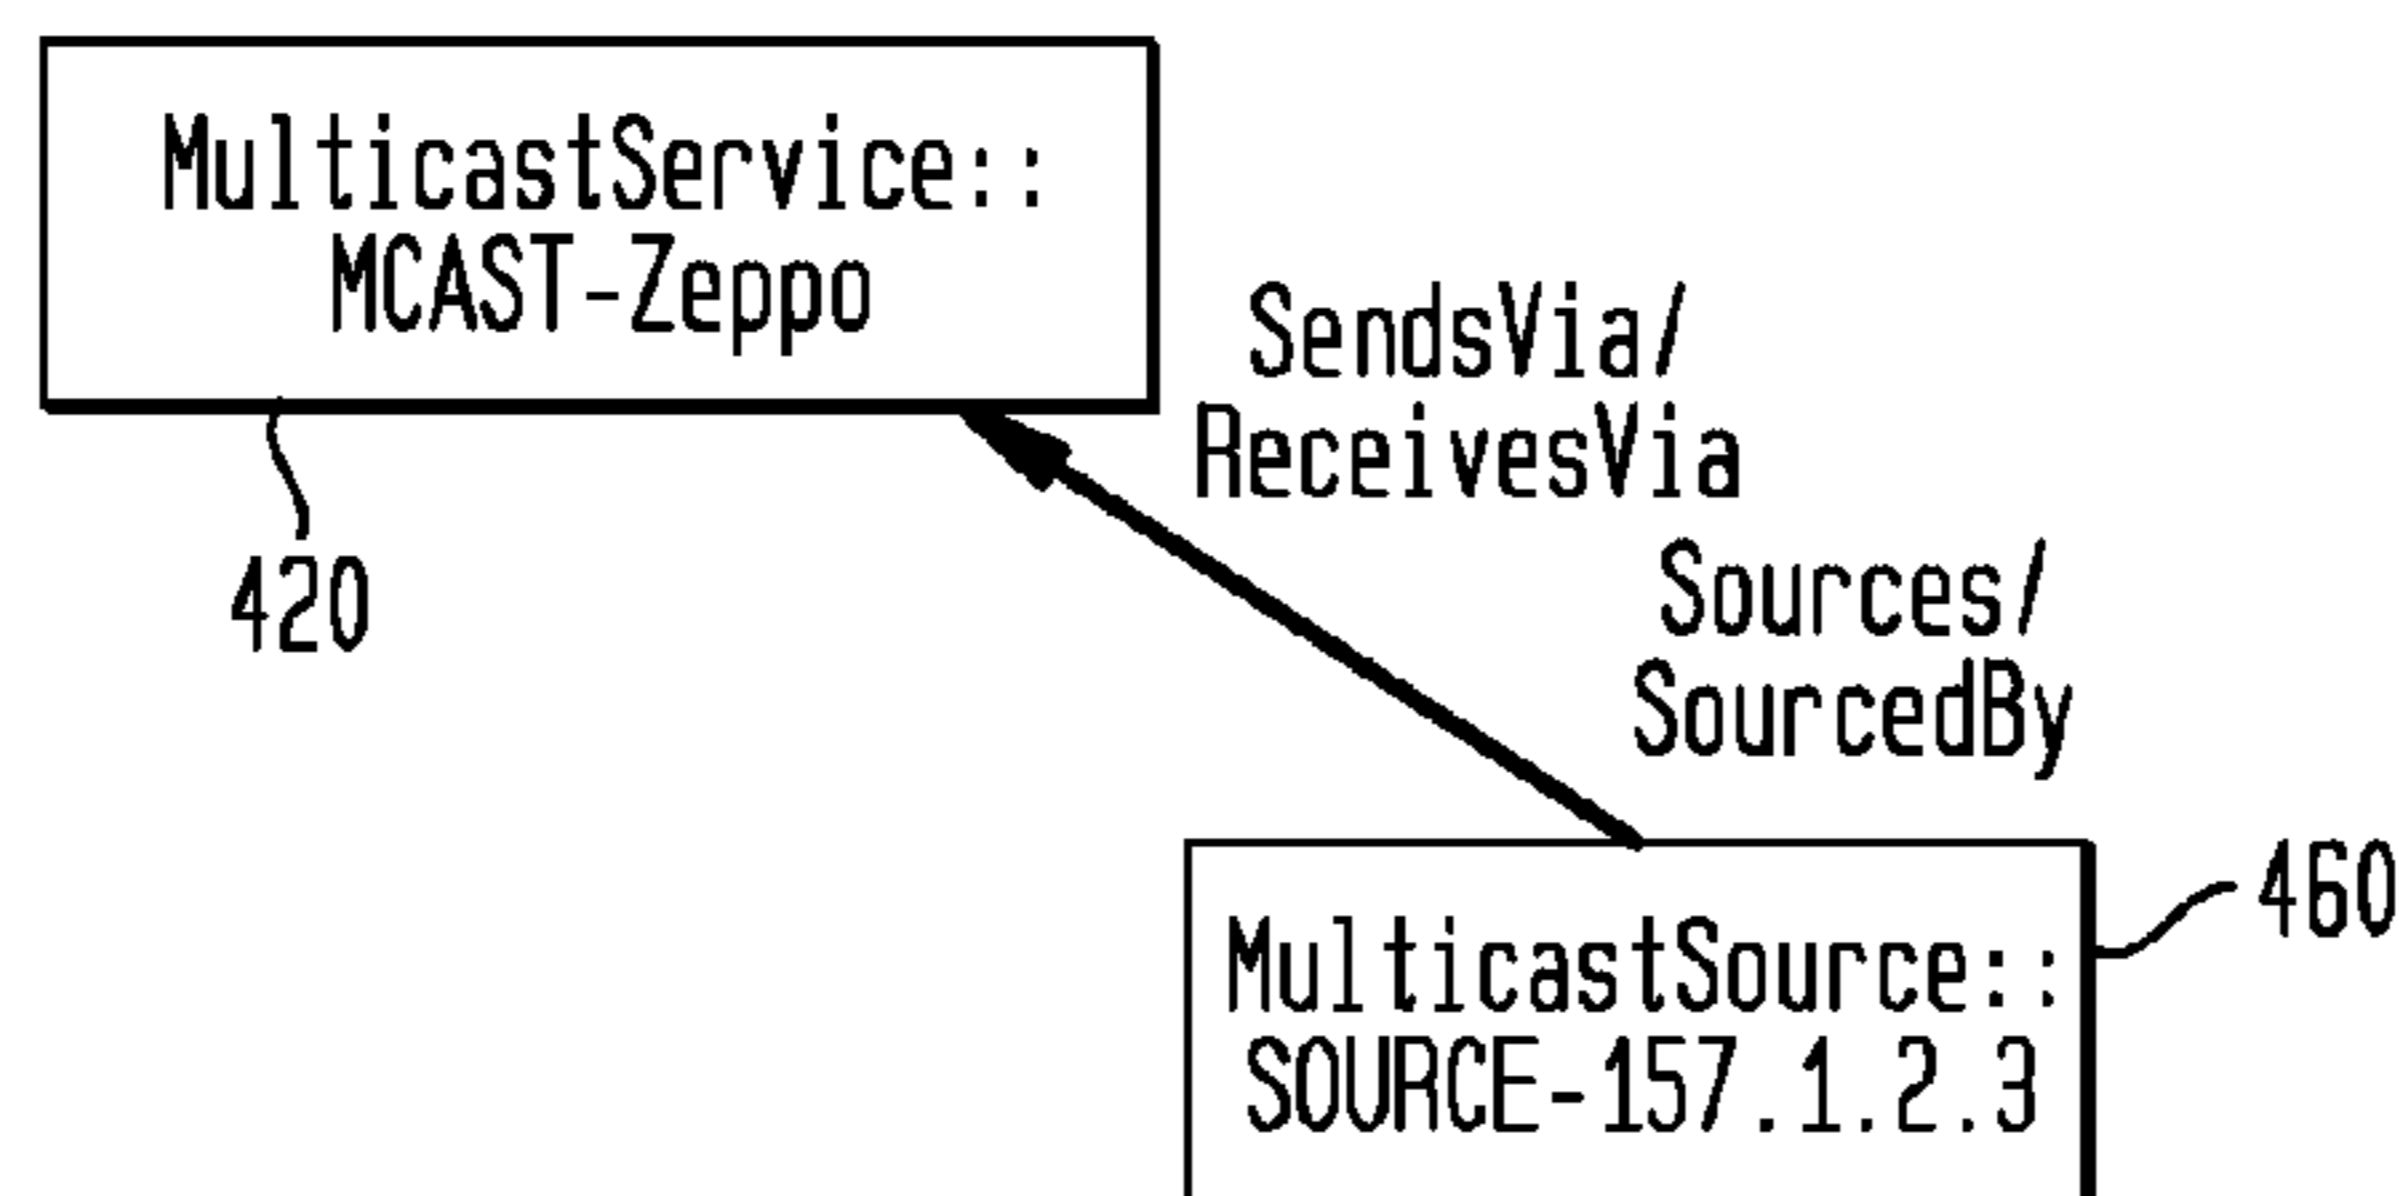 MulticastService::
MCAST-Zeppo
SendsVia/
ReceivesVia
420
Sources/
SourcedBy
460
MulticastSource::
SOURCE-157.1.2.3